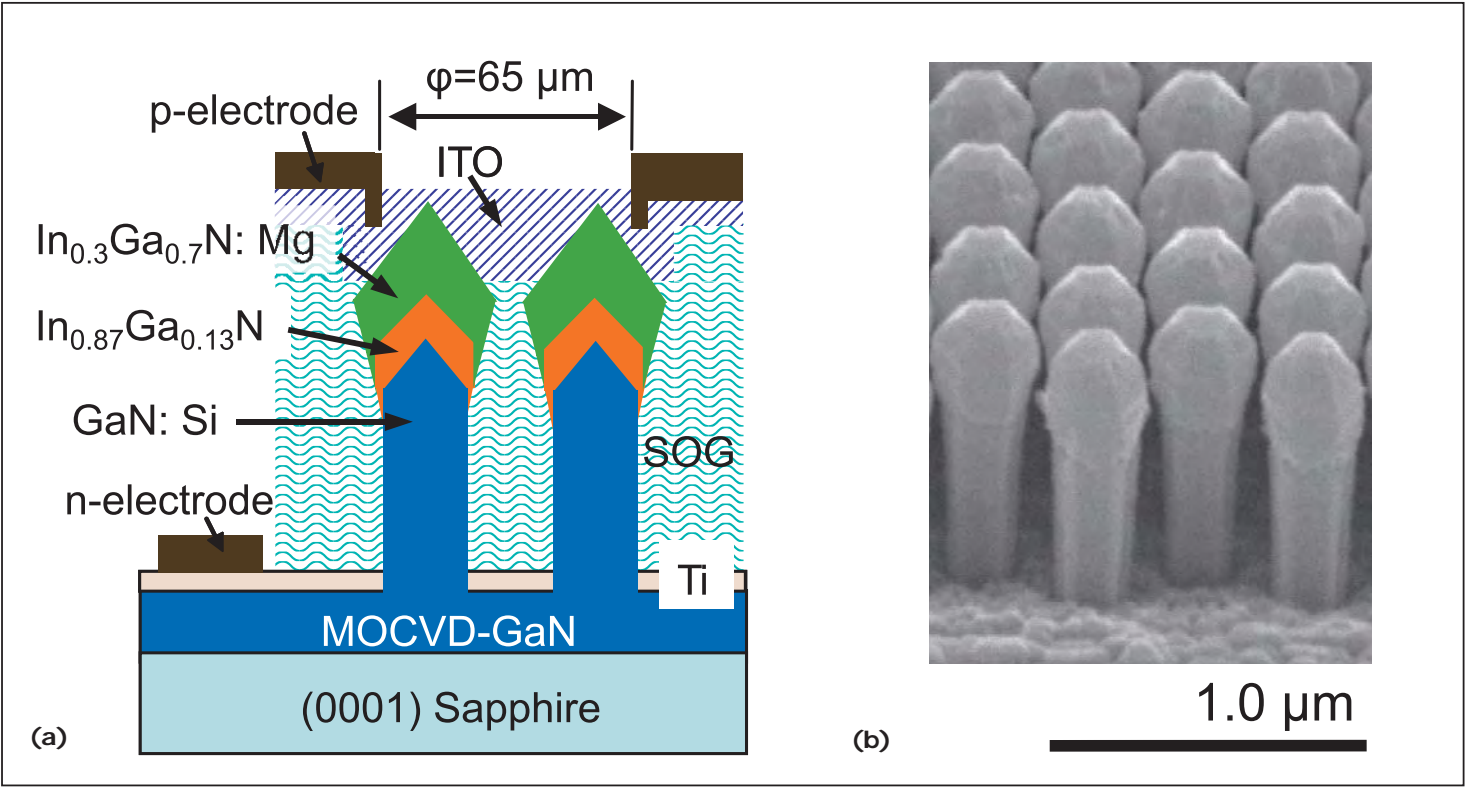 φ=65 µm
p-electrode
ITO
In0.3Ga0.7N: Mg
In0.87Ga0.13N
GaN: Si
SOG
n-electrode
Ti
MOCVD-GaN
(0001) Sapphire
(a)
1.0 µm
(b)